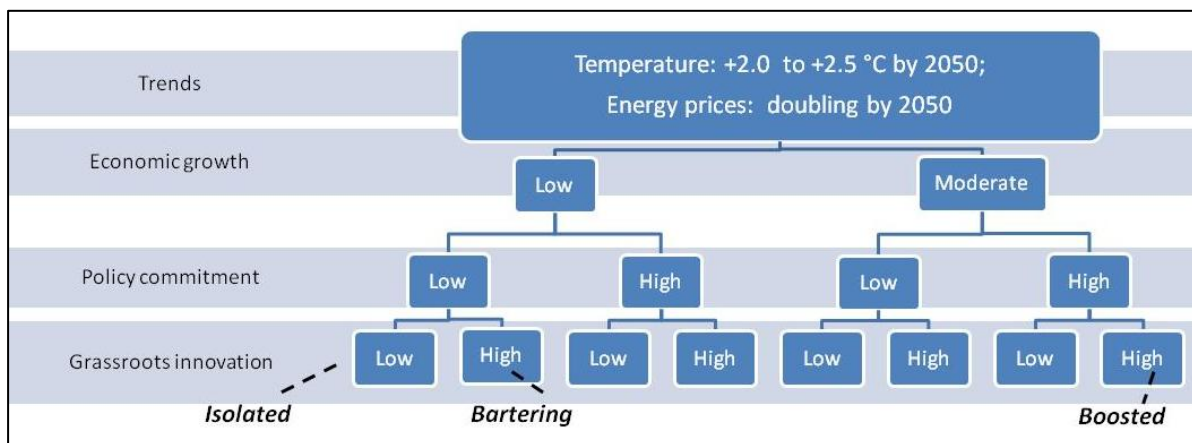 Temperature: +2.0 to +2.5 °C by 2050;
Trends
Energy prices: doubling by 2050
Economic growth
Low
Moderate
Policy commitment
Low
High
Low
High
Grassroots innovation
Low
High
Low
High
Low
High
Low
High
Isolated
Bartering
Boosted